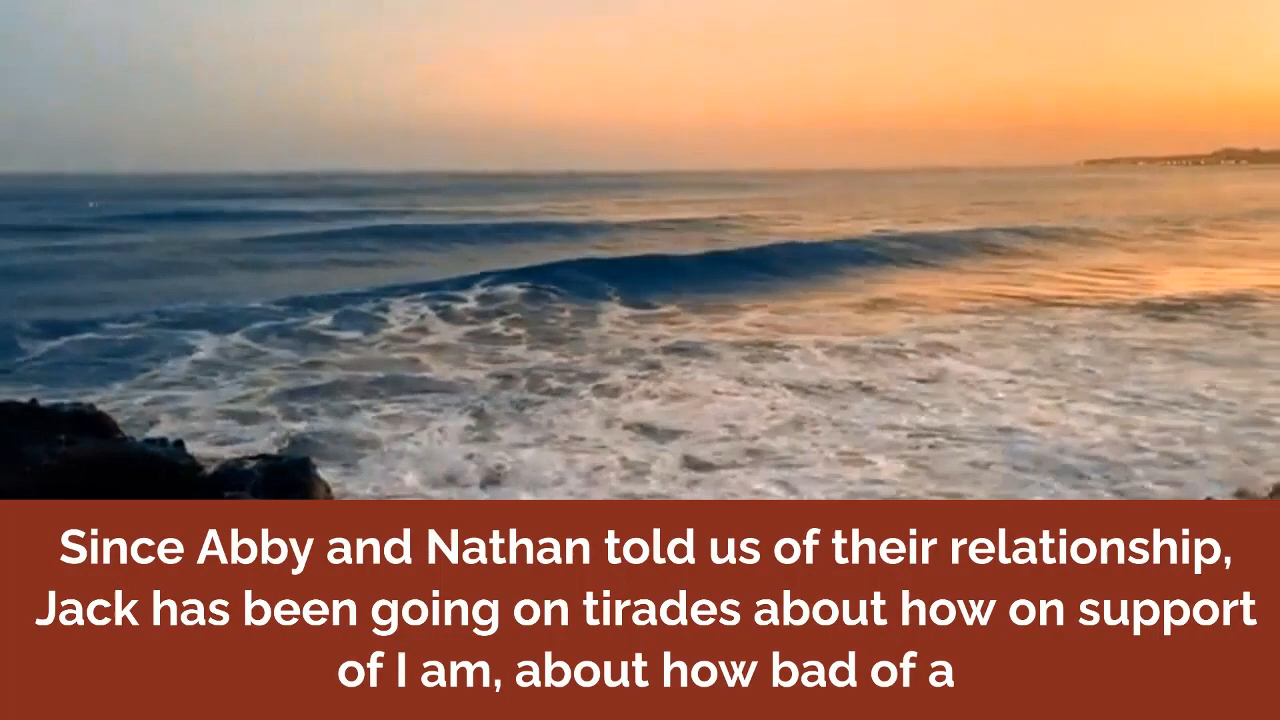 Since Abby and Nathan told us of their relationship,
Jack has been going on tirades about how on support
of I am, about how bad of a